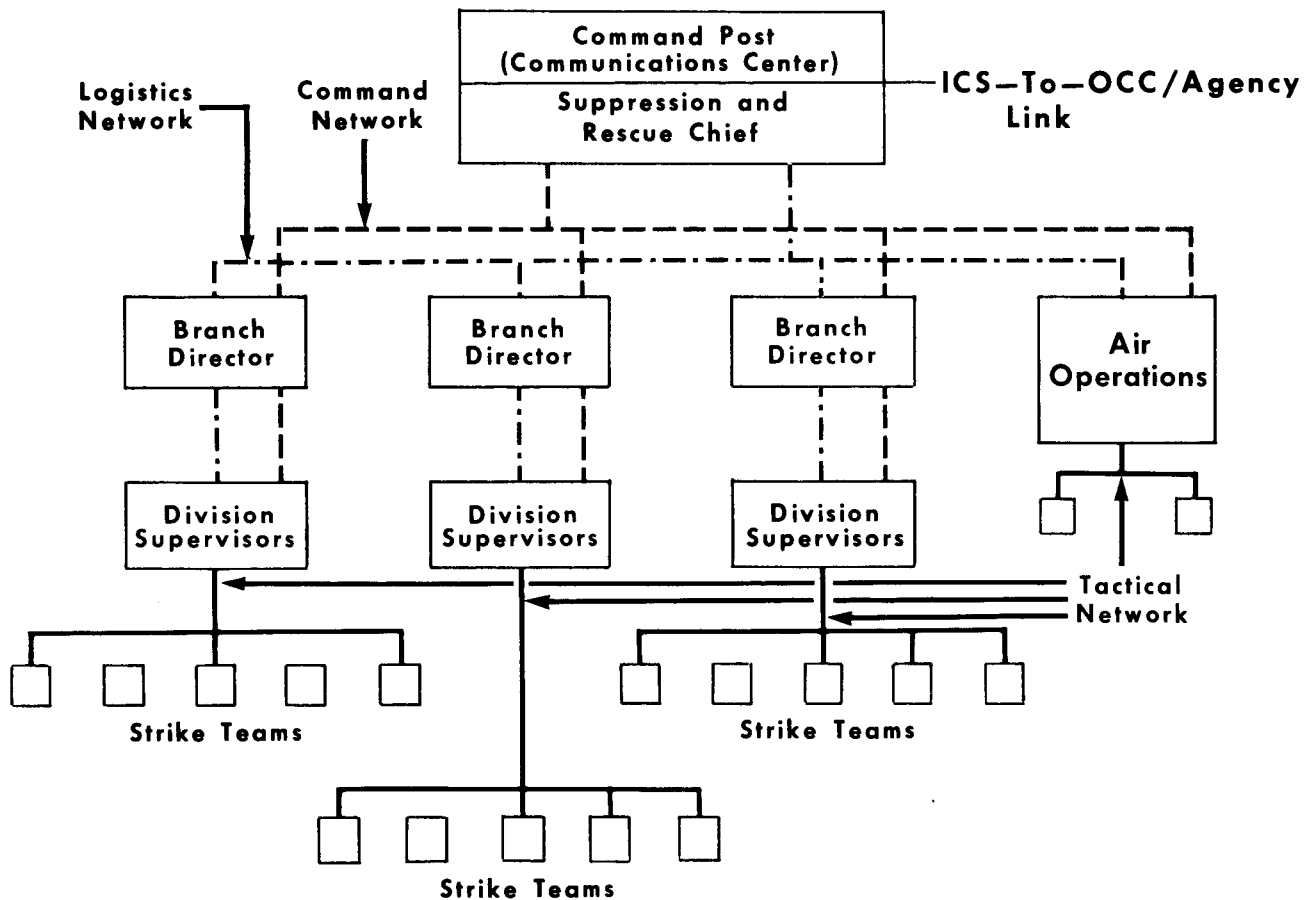 Command Post
(Communications Center)
Suppression and
Rescue Chief
ICS-To-OCC/Agency
Link
Logistics
Network
Command
Network
Branch
Director
Branch
Director
Branch
Director
Air
Operations
Division
Supervisors
Division
Supervisors
Division
Supervisors
Tactical
Network
Strike Teams
Strike Teams
Strike Teams